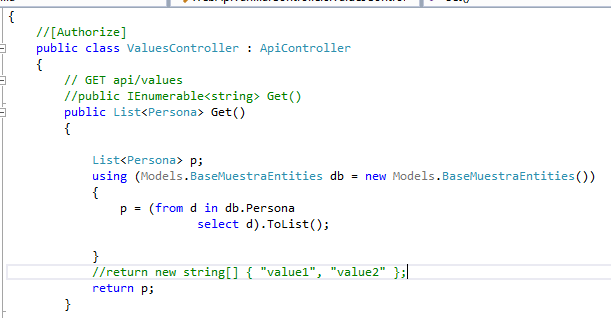 {
//[Authorize]
public class ValuesController : ApiController
{
// GET api/values
//public IEnumerable<string> Get()
public List<Persona> Get()
{
List<Persona> p;
using (Models.BaseMuestraEntities db = new Models.BaseMuestraEntities())
{
p = (from d in db.Persona
select d).ToList();
}
//return new string[] { "value1", "value2" };
return p;
}